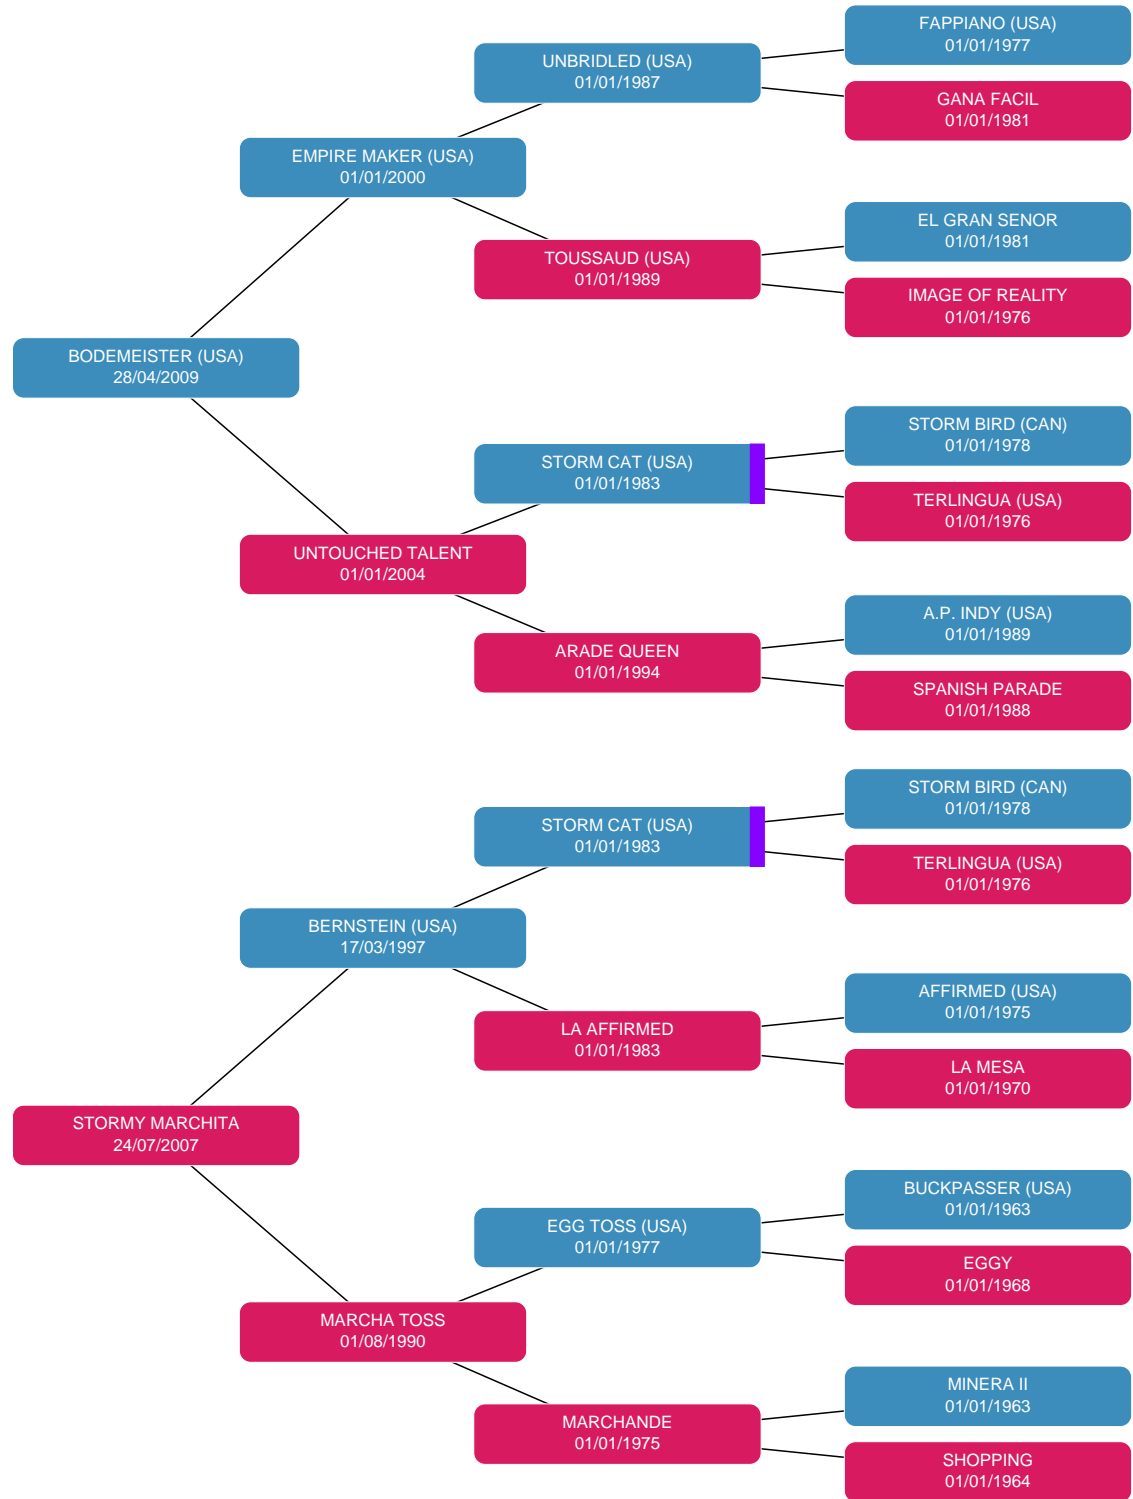 FAPPIANO (USA)
01/01/1977
UNBRIDLED (USA)
01/01/1987
GANA FACIL
01/01/1981
EMPIRE MAKER (USA)
01/01/2000
EL GRAN SENOR
01/01/1981
TOUSSAUD (USA)
01/01/1989
IMAGE OF REALITY
01/01/1976
BODEMEISTER (USA)
28/04/2009
STORM BIRD (CAN)
01/01/1978
STORM CAT (USA)
01/01/1983
TERLINGUA (USA)
01/01/1976
UNTOUCHED TALENT
01/01/2004
A.P. INDY (USA)
01/01/1989
ARADE QUEEN
01/01/1994
SPANISH PARADE
01/01/1988
STORM BIRD (CAN)
01/01/1978
STORM CAT (USA)
01/01/1983
TERLINGUA (USA)
01/01/1976
BERNSTEIN (USA)
17/03/1997
AFFIRMED (USA)
01/01/1975
LA AFFIRMED
01/01/1983
LA MESA
01/01/1970
STORMY MARCHITA
24/07/2007
BUCKPASSER (USA)
01/01/1963
EGG TOSS (USA)
01/01/1977
EGGY
01/01/1968
MARCHA TOSS
01/08/1990
MINERA II
01/01/1963
MARCHANDE
01/01/1975
SHOPPING
01/01/1964